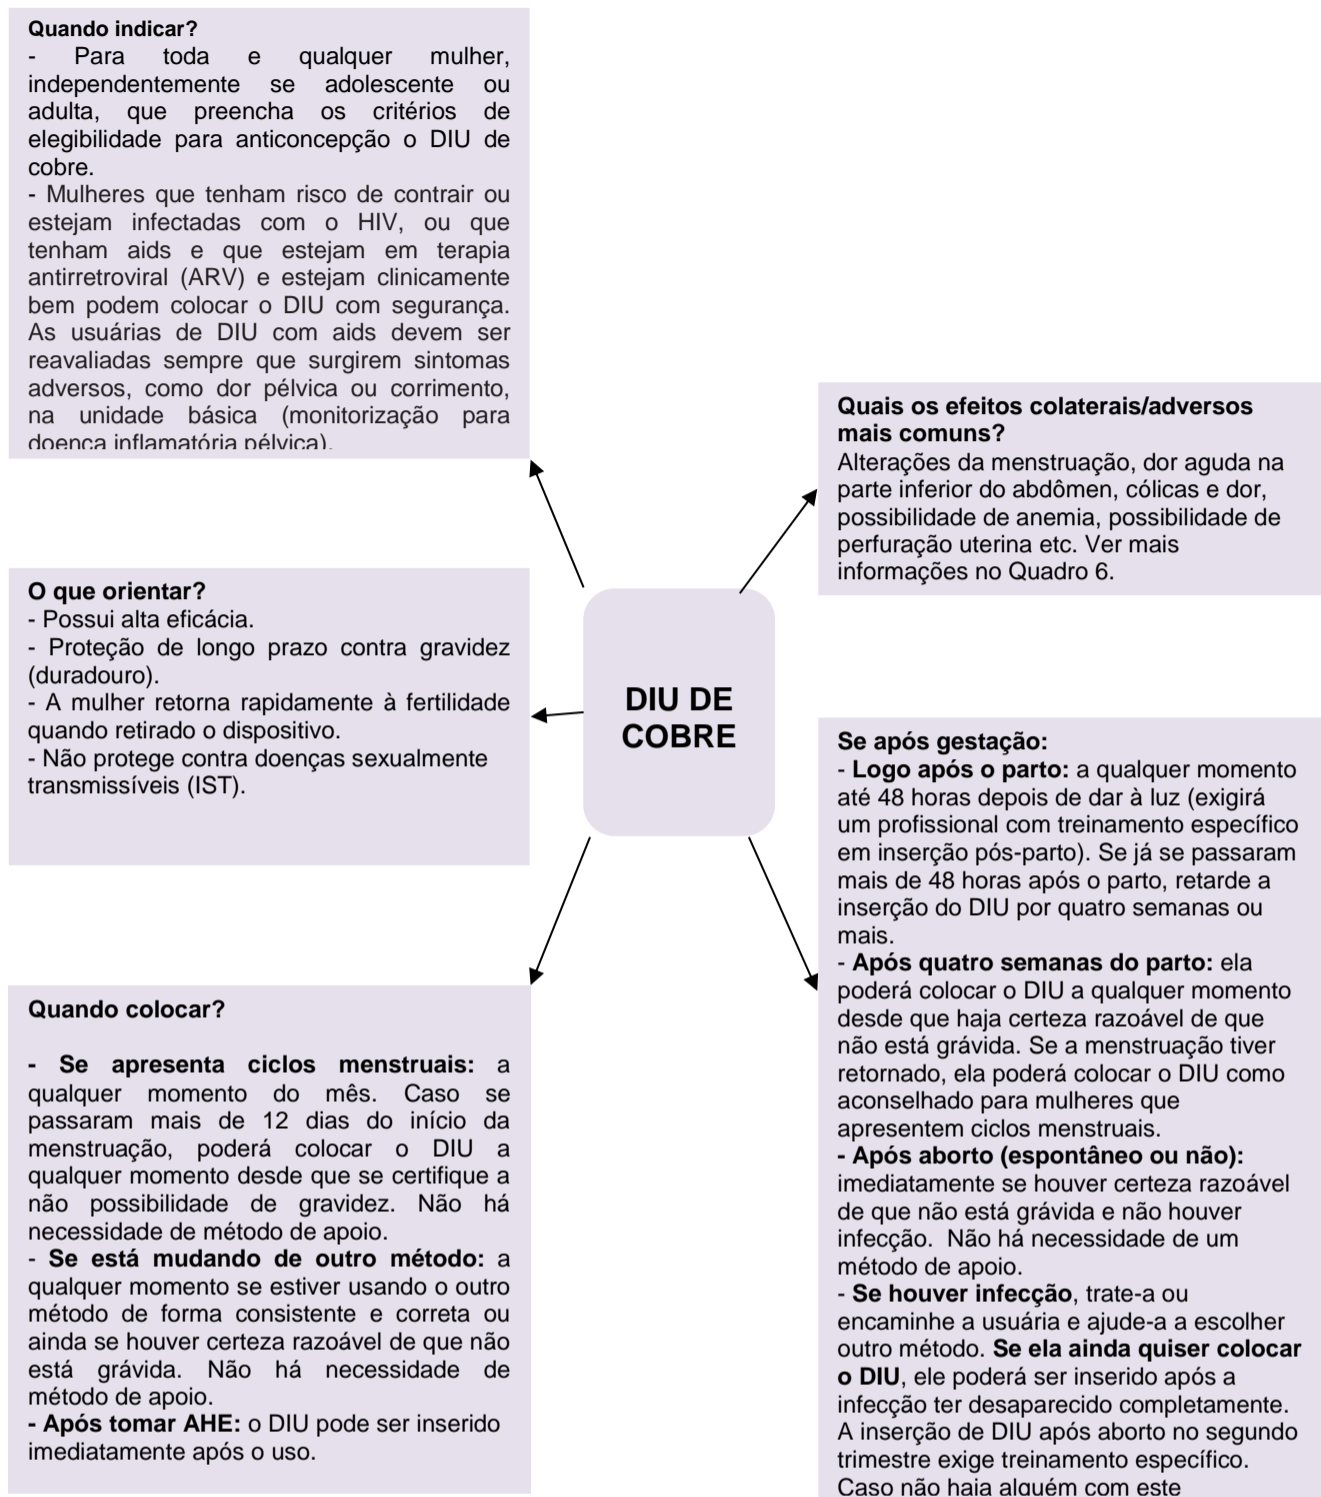 Quando indicar?
- Para toda e qualquer mulher,
independentemente se adolescente ou
adulta, que preencha os critérios de
elegibilidade para anticoncepção o DIU de
cobre.
- Mulheres que tenham risco de contrair ou
estejam infectadas com o HIV, ou que
tenham aids e que estejam em terapia
antirretroviral (ARV) e estejam clinicamente
bem podem colocar o DIU com segurança.
As usuárias de DIU com aids devem ser
reavaliadas sempre que surgirem sintomas
adversos, como dor pélvica ou corrimento,
na unidade básica (monitorização para
doença inflamatória pélvica).
O que orientar?
- Possui alta eficácia.
- Proteção de longo prazo contra gravidez
(duradouro).
- A mulher retorna rapidamente à fertilidade
quando retirado o dispositivo.
- Não protege contra doenças sexualmente
transmissíveis (IST).
Quando colocar?
- Se apresenta ciclos menstruais: a
qualquer momento do mês. Caso se
passaram mais de 12 dias do início da
menstruação, poderá colocar o DIU a
qualquer momento desde que se certifique a
não possibilidade de gravidez. Não há
necessidade de método de apoio.
- Se está mudando de outro método: a
qualquer momento se estiver usando o outro
método de forma consistente e correta ou
ainda se houver certeza razoável de que não
está grávida. Não há necessidade de
método de apoio.
- Após tomar AHE: o DIU pode ser inserido
imediatamente após o uso.
DIU DE
COBRE
Quais os efeitos colaterais/adversos
mais comuns?
Alterações da menstruação, dor aguda na
parte inferior do abdômen, cólicas e dor,
possibilidade de anemia, possibilidade de
perfuração uterina etc. Ver mais
informações no Quadro 6.
Se após gestação:
- Logo após o parto: a qualquer momento
até 48 horas depois de dar à luz (exigirá
um profissional com treinamento específico
em inserção pós-parto). Se já se passaram
mais de 48 horas após o parto, retarde a
inserção do DIU por quatro semanas ou
mais.
- Após quatro semanas do parto: ela
poderá colocar o DIU a qualquer momento
desde que haja certeza razoável de que
não está grávida. Se a menstruação tiver
retornado, ela poderá colocar o DIU como
aconselhado para mulheres que
apresentem ciclos menstruais.
- Após aborto (espontâneo ou não):
imediatamente se houver certeza razoável
de que não está grávida e não houver
infecção. Não há necessidade de um
método de apoio.
- Se houver infecção, trate-a ou
encaminhe a usuária e ajude-a a escolher
outro método. Se ela ainda quiser colocar
o DIU, ele poderá ser inserido após a
infecção ter desaparecido completamente.
A inserção de DIU após aborto no segundo
trimestre exige treinamento específico.
Caso não haja alguém com este